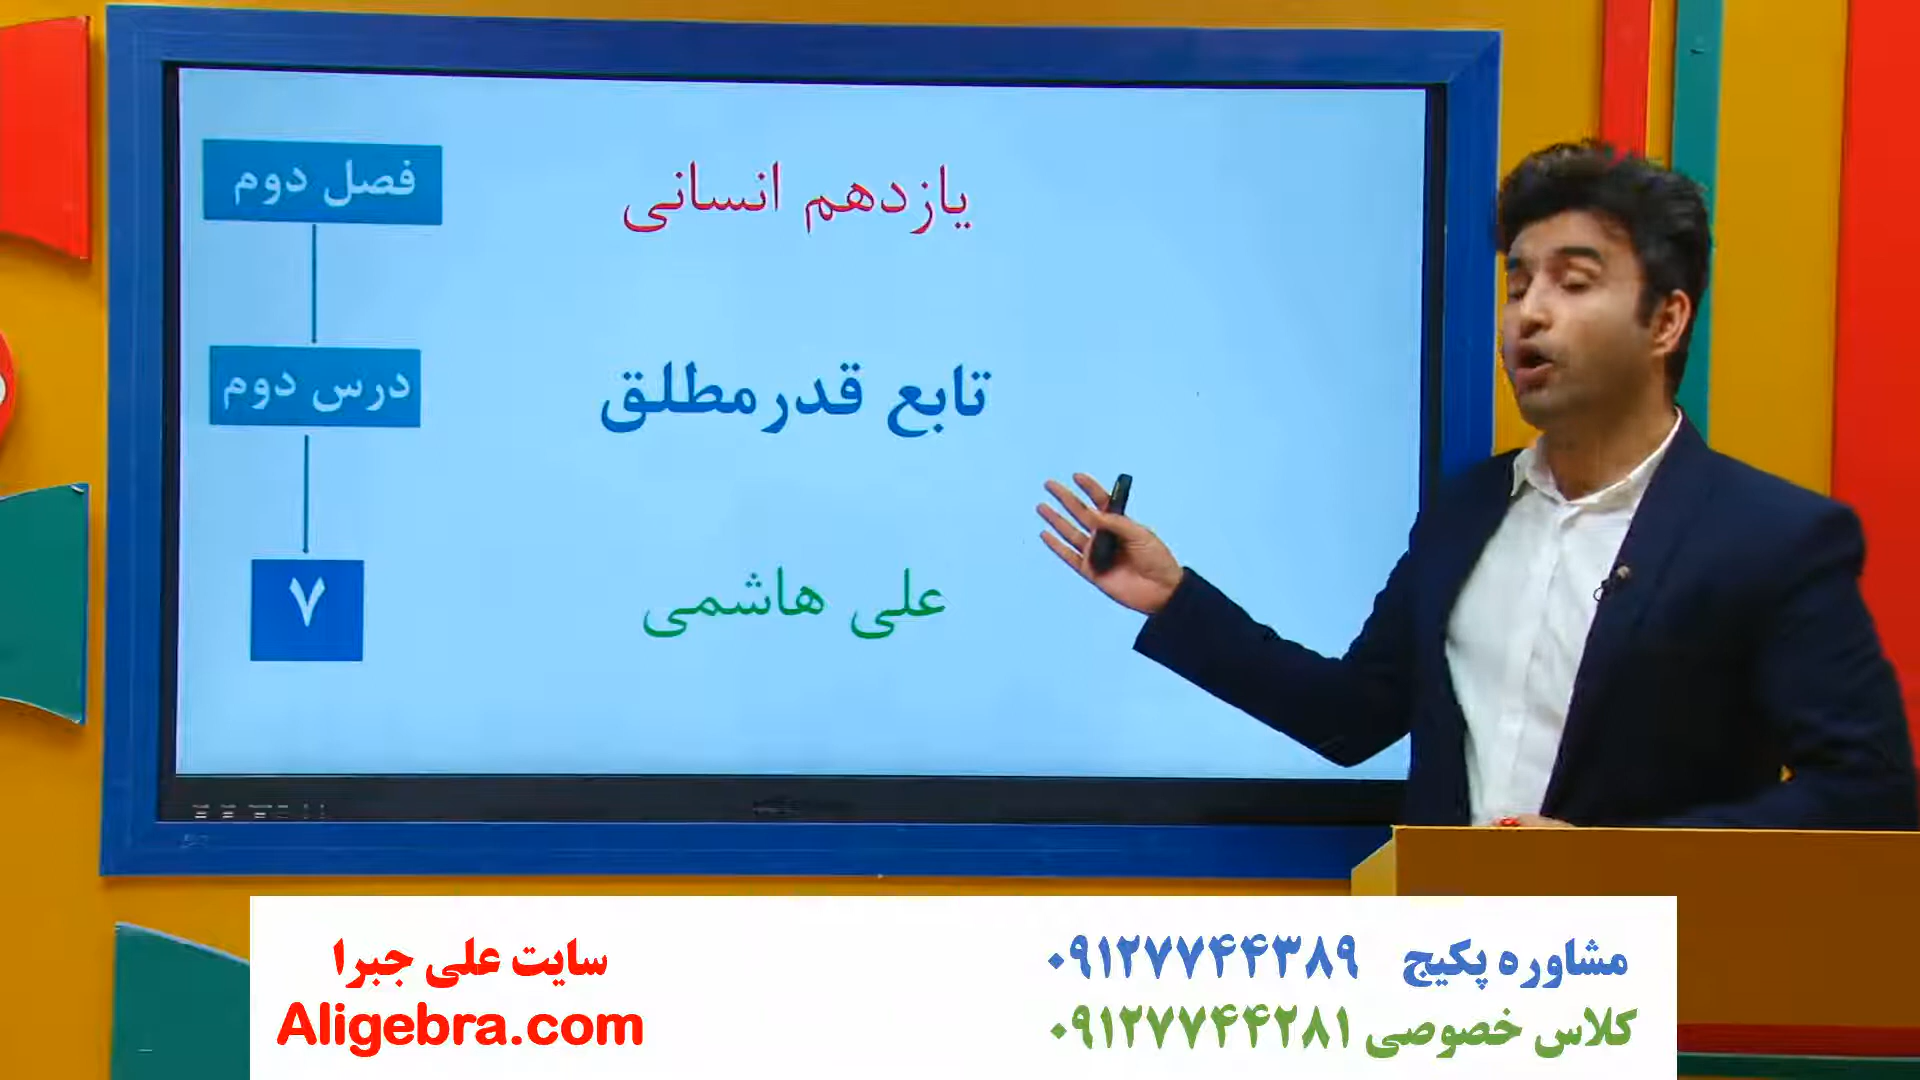 یازدهم انسانی
تابع قدرمطلق
علی هاشمی
فصل دوم
درس دوم
۷
مشاوره پکیج ۰۹۱۲۷۷۴۴۳۸۹
کلاس خصوصی ۰۹۱۲۷۷۴۴۲۸۱
سایت علی جبرا
Aligebra.com